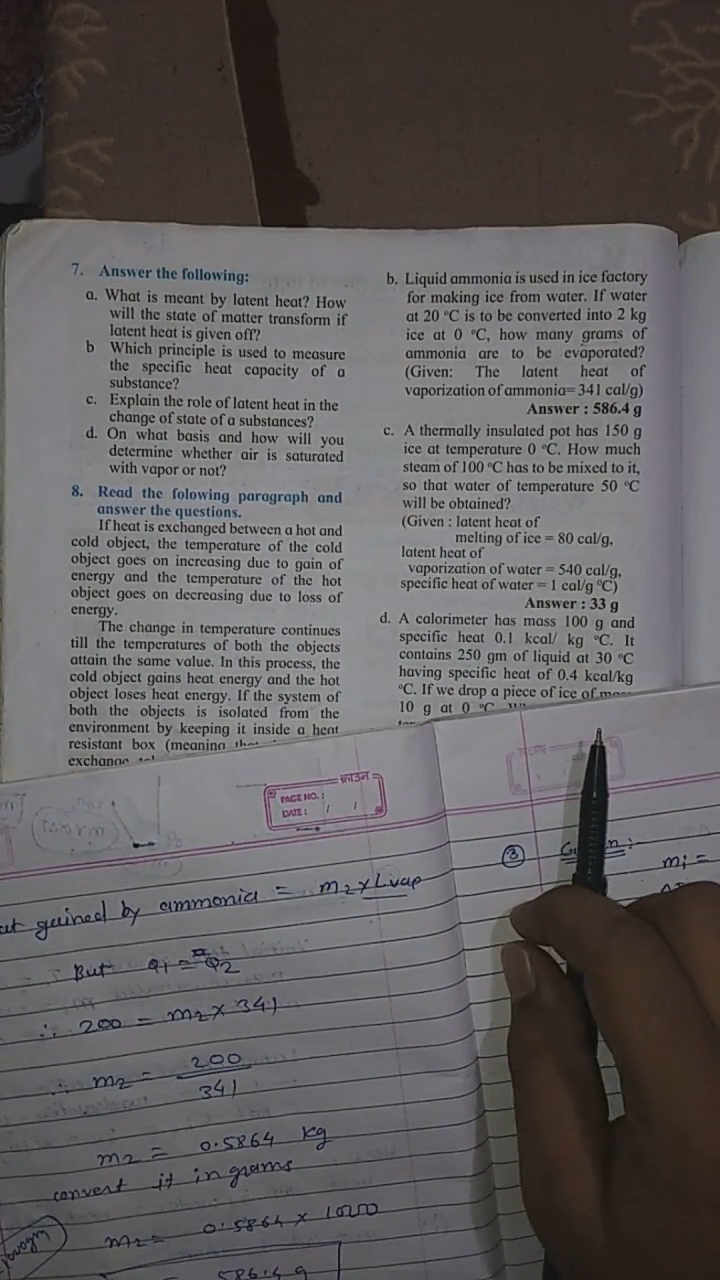 7. Answer the following:
a. What is meant by latent heat? How
will the state of matter transform if
latent heat is given off?
b Which principle is used to measure
the specific heat capacity of a
substance?
c. Explain the role of latent heat in the
change of state of a substances?
d. On what basis and how will you
determine whether air is saturated
with vapor or not?
8. Read the folowing paragraph and
answer the questions.
If heat is exchanged between a hot and
cold object, the temperature of the cold
object goes on increasing due to gain of
energy and the temperature of the hot
object goes on decreasing due to loss of
energy.
The change in temperature continues
till the temperatures of both the objects
attain the same value. In this process, the
cold object gains heat energy and the hot
object loses heat energy. If the system of
both the objects is isolated from the
environment by keeping it inside a heat
resistant box (meaning
b. Liquid ammonia is used in ice factory
for making ice from water. If water
at 20 °C is to be converted into 2 kg
ice at 0 °C, how many grams of
ammonia are to be evaporated?
(Given: The latent heat of
vaporization of ammonia= 341 cal/g)
Answer : 586.4 g
c. A thermally insulated pot has 150 g
ice at temperature 0 °C. How much
steam of 100 °C has to be mixed to it,
so that water of temperature 50 °C
will be obtained?
(Given : latent heat of
melting of ice = 80 cal/g,
latent heat of
vaporization of water = 540 cal/g,
specific heat of water = 1 cal/g °C)
Answer : 33 g
d. A calorimeter has mass 100 g and
specific heat 0.1 kcal/ kg °C. It
contains 250 gm of liquid at 30 °C
having specific heat of 0.4 kcal/kg
°C. If we drop a piece of ice of
10 g at 0 °C
क्राउन
PAGE NO.:
DATE: / /
gained by ammonia = m2 x Lvap
But Q1 = Q2
∴ 200 = m2 x 341
∴ m2 = 200
341
m2 = 0.5864 kg
convert it in grams
m2 = 0.5864 x 1000
586.4 g
3
mi =